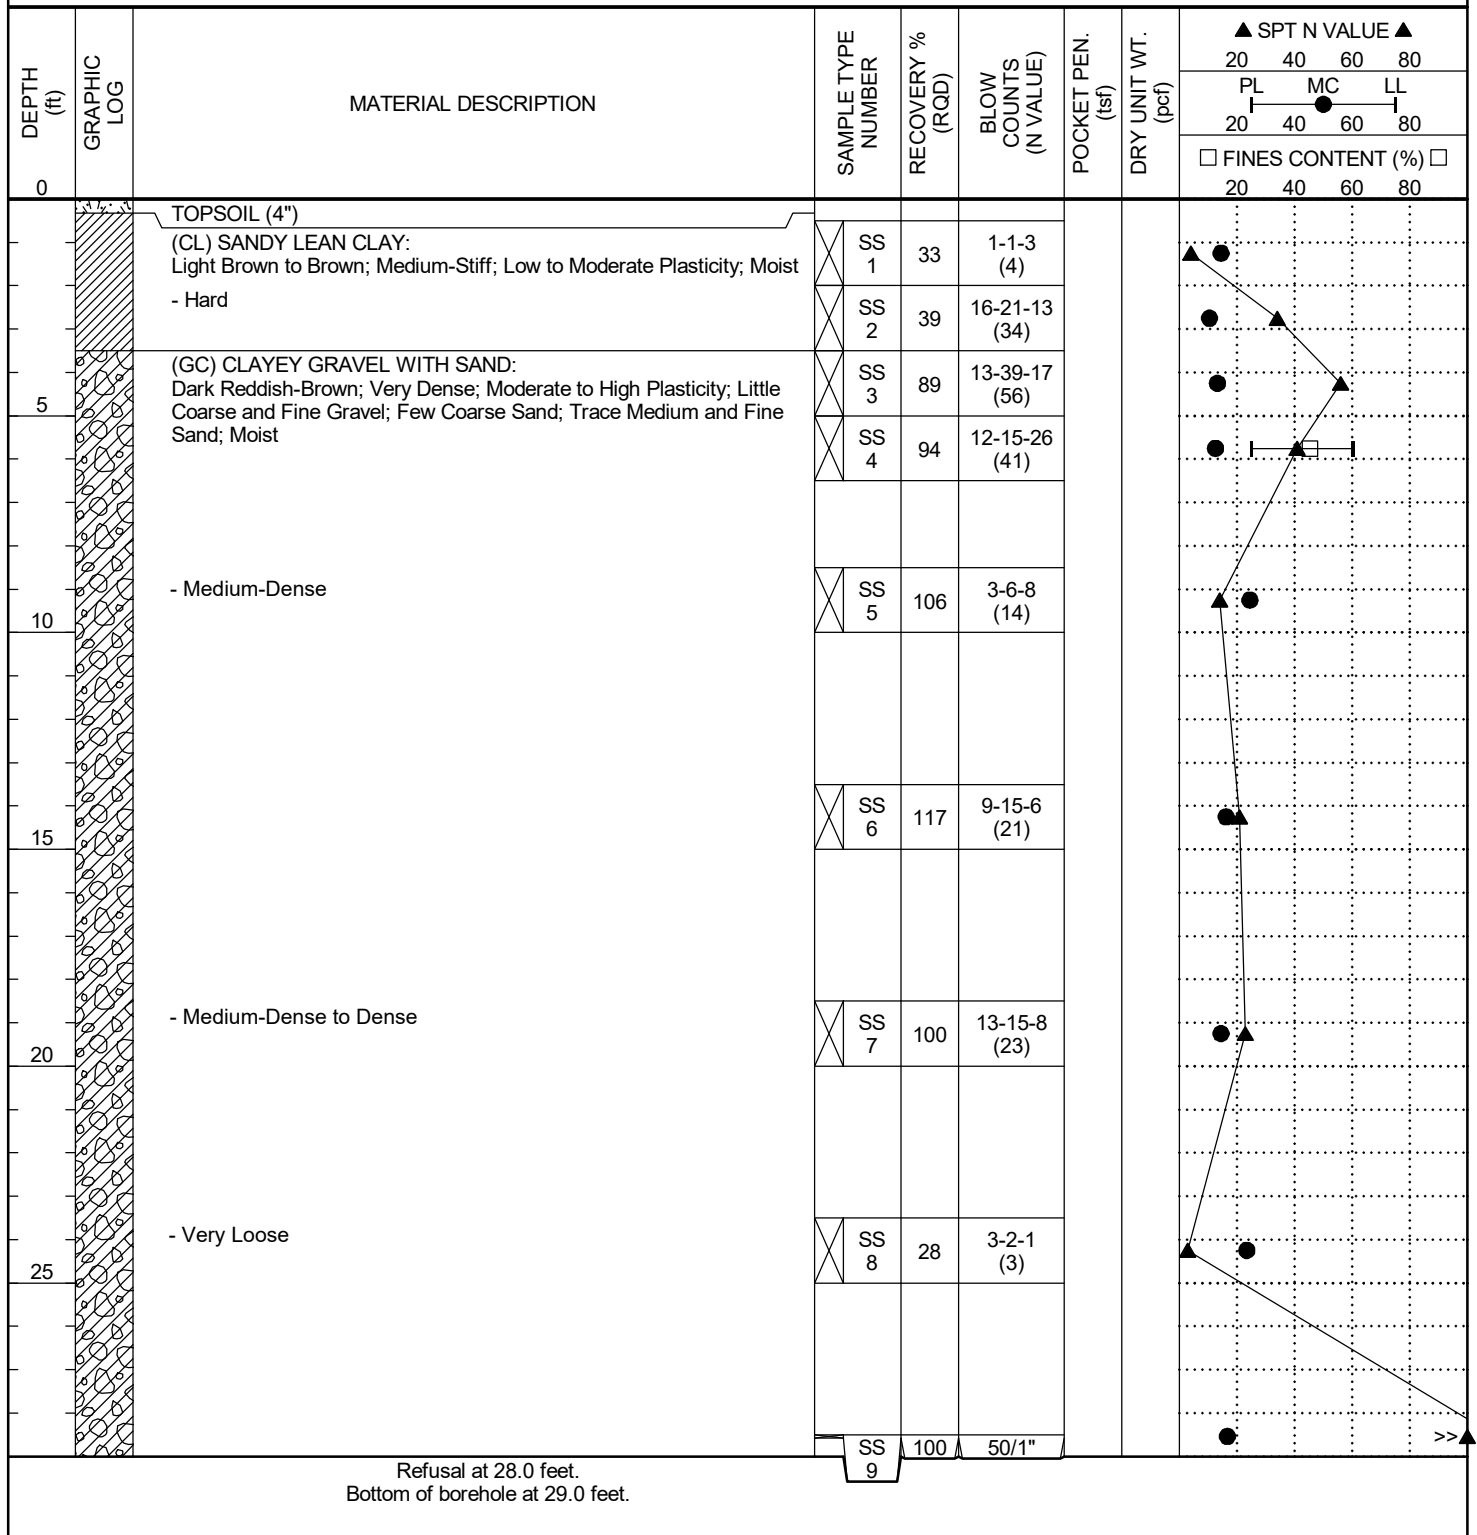 DEPTH
(ft)
GRAPHIC
LOG
MATERIAL DESCRIPTION
SAMPLE TYPE
NUMBER
RECOVERY %
(RQD)
BLOW
COUNTS
(N VALUE)
POCKET PEN.
(tsf)
DRY UNIT WT.
(pcf)
▲ SPT N VALUE ▲
20 40 60 80
PL MC LL
20 40 60 80
□ FINES CONTENT (%) □
20 40 60 80
0
TOPSOIL (4")
(CL) SANDY LEAN CLAY:
Light Brown to Brown; Medium-Stiff; Low to Moderate Plasticity; Moist
SS
1
33
1-1-3
(4)
- Hard
SS
2
39
16-21-13
(34)
(GC) CLAYEY GRAVEL WITH SAND:
Dark Reddish-Brown; Very Dense; Moderate to High Plasticity; Little
Coarse and Fine Gravel; Few Coarse Sand; Trace Medium and Fine
Sand; Moist
SS
3
89
13-39-17
(56)
5
SS
4
94
12-15-26
(41)
- Medium-Dense
SS
5
106
3-6-8
(14)
10
SS
6
117
9-15-6
(21)
15
- Medium-Dense to Dense
SS
7
100
13-15-8
(23)
20
- Very Loose
SS
8
28
3-2-1
(3)
25
SS
9
100
50/1"
>>
Refusal at 28.0 feet.
Bottom of borehole at 29.0 feet.